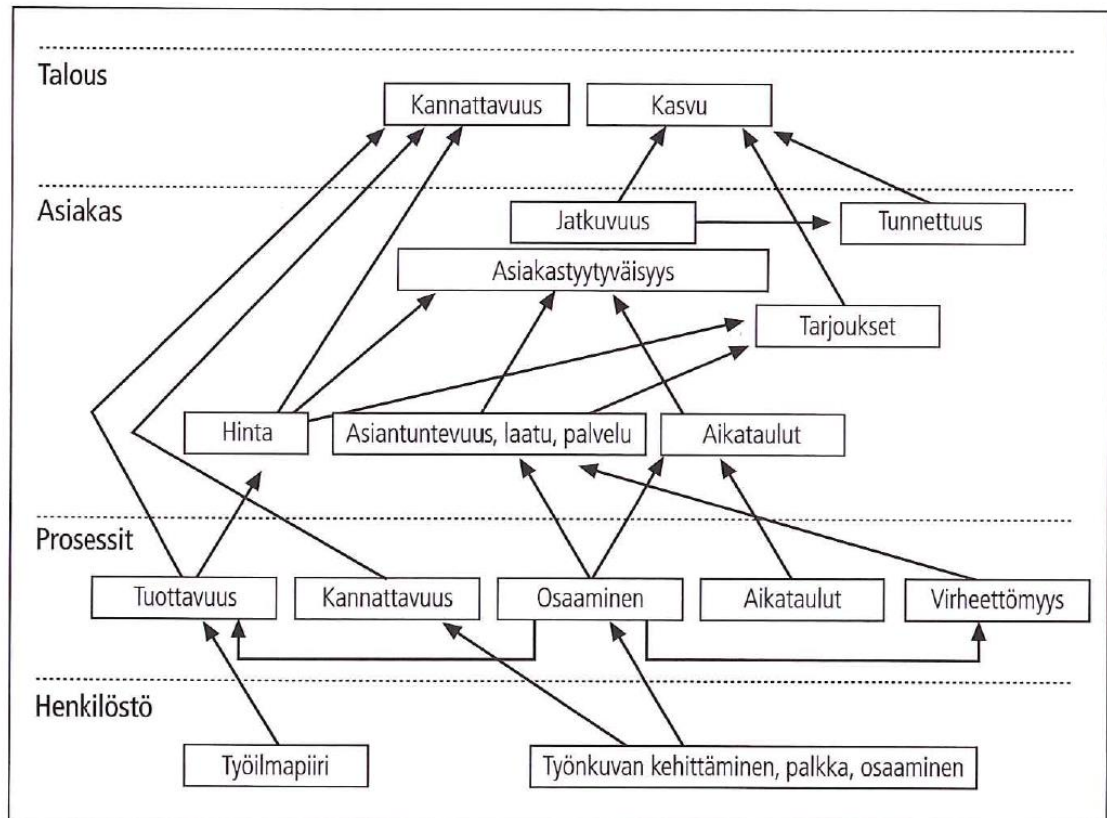 Talous
Kannattavuus
Kasvu
Asiakas
Jatkuvuus
Tunnettuus
Asiakastyytyväisyys
Tarjoukset
Hinta
Asiantuntevuus, laatu, palvelu
Aikataulut
Prosessit
Tuottavuus
Kannattavuus
Osaaminen
Aikataulut
Virheettömyys
Henkilöstö
Työilmapiiri
Työnkuvan kehittäminen, palkka, osaaminen